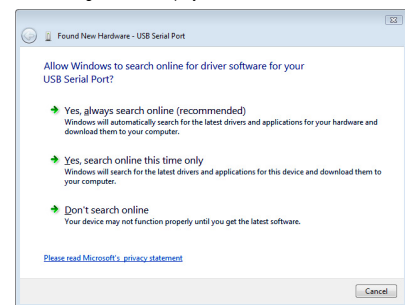 Found New Hardware - USB Serial Port
Allow Windows to search online for driver software for your
USB Serial Port?
Yes, always search online (recommended)
Windows will automatically search for the latest drivers and applications for your hardware and
download them to your computer.
Yes, search online this time only
Windows will search for the latest drivers and applications for this device and download them to
your computer.
Don't search online
Your device may not function properly until you get the latest software.
Please read Microsoft's privacy statement
Cancel